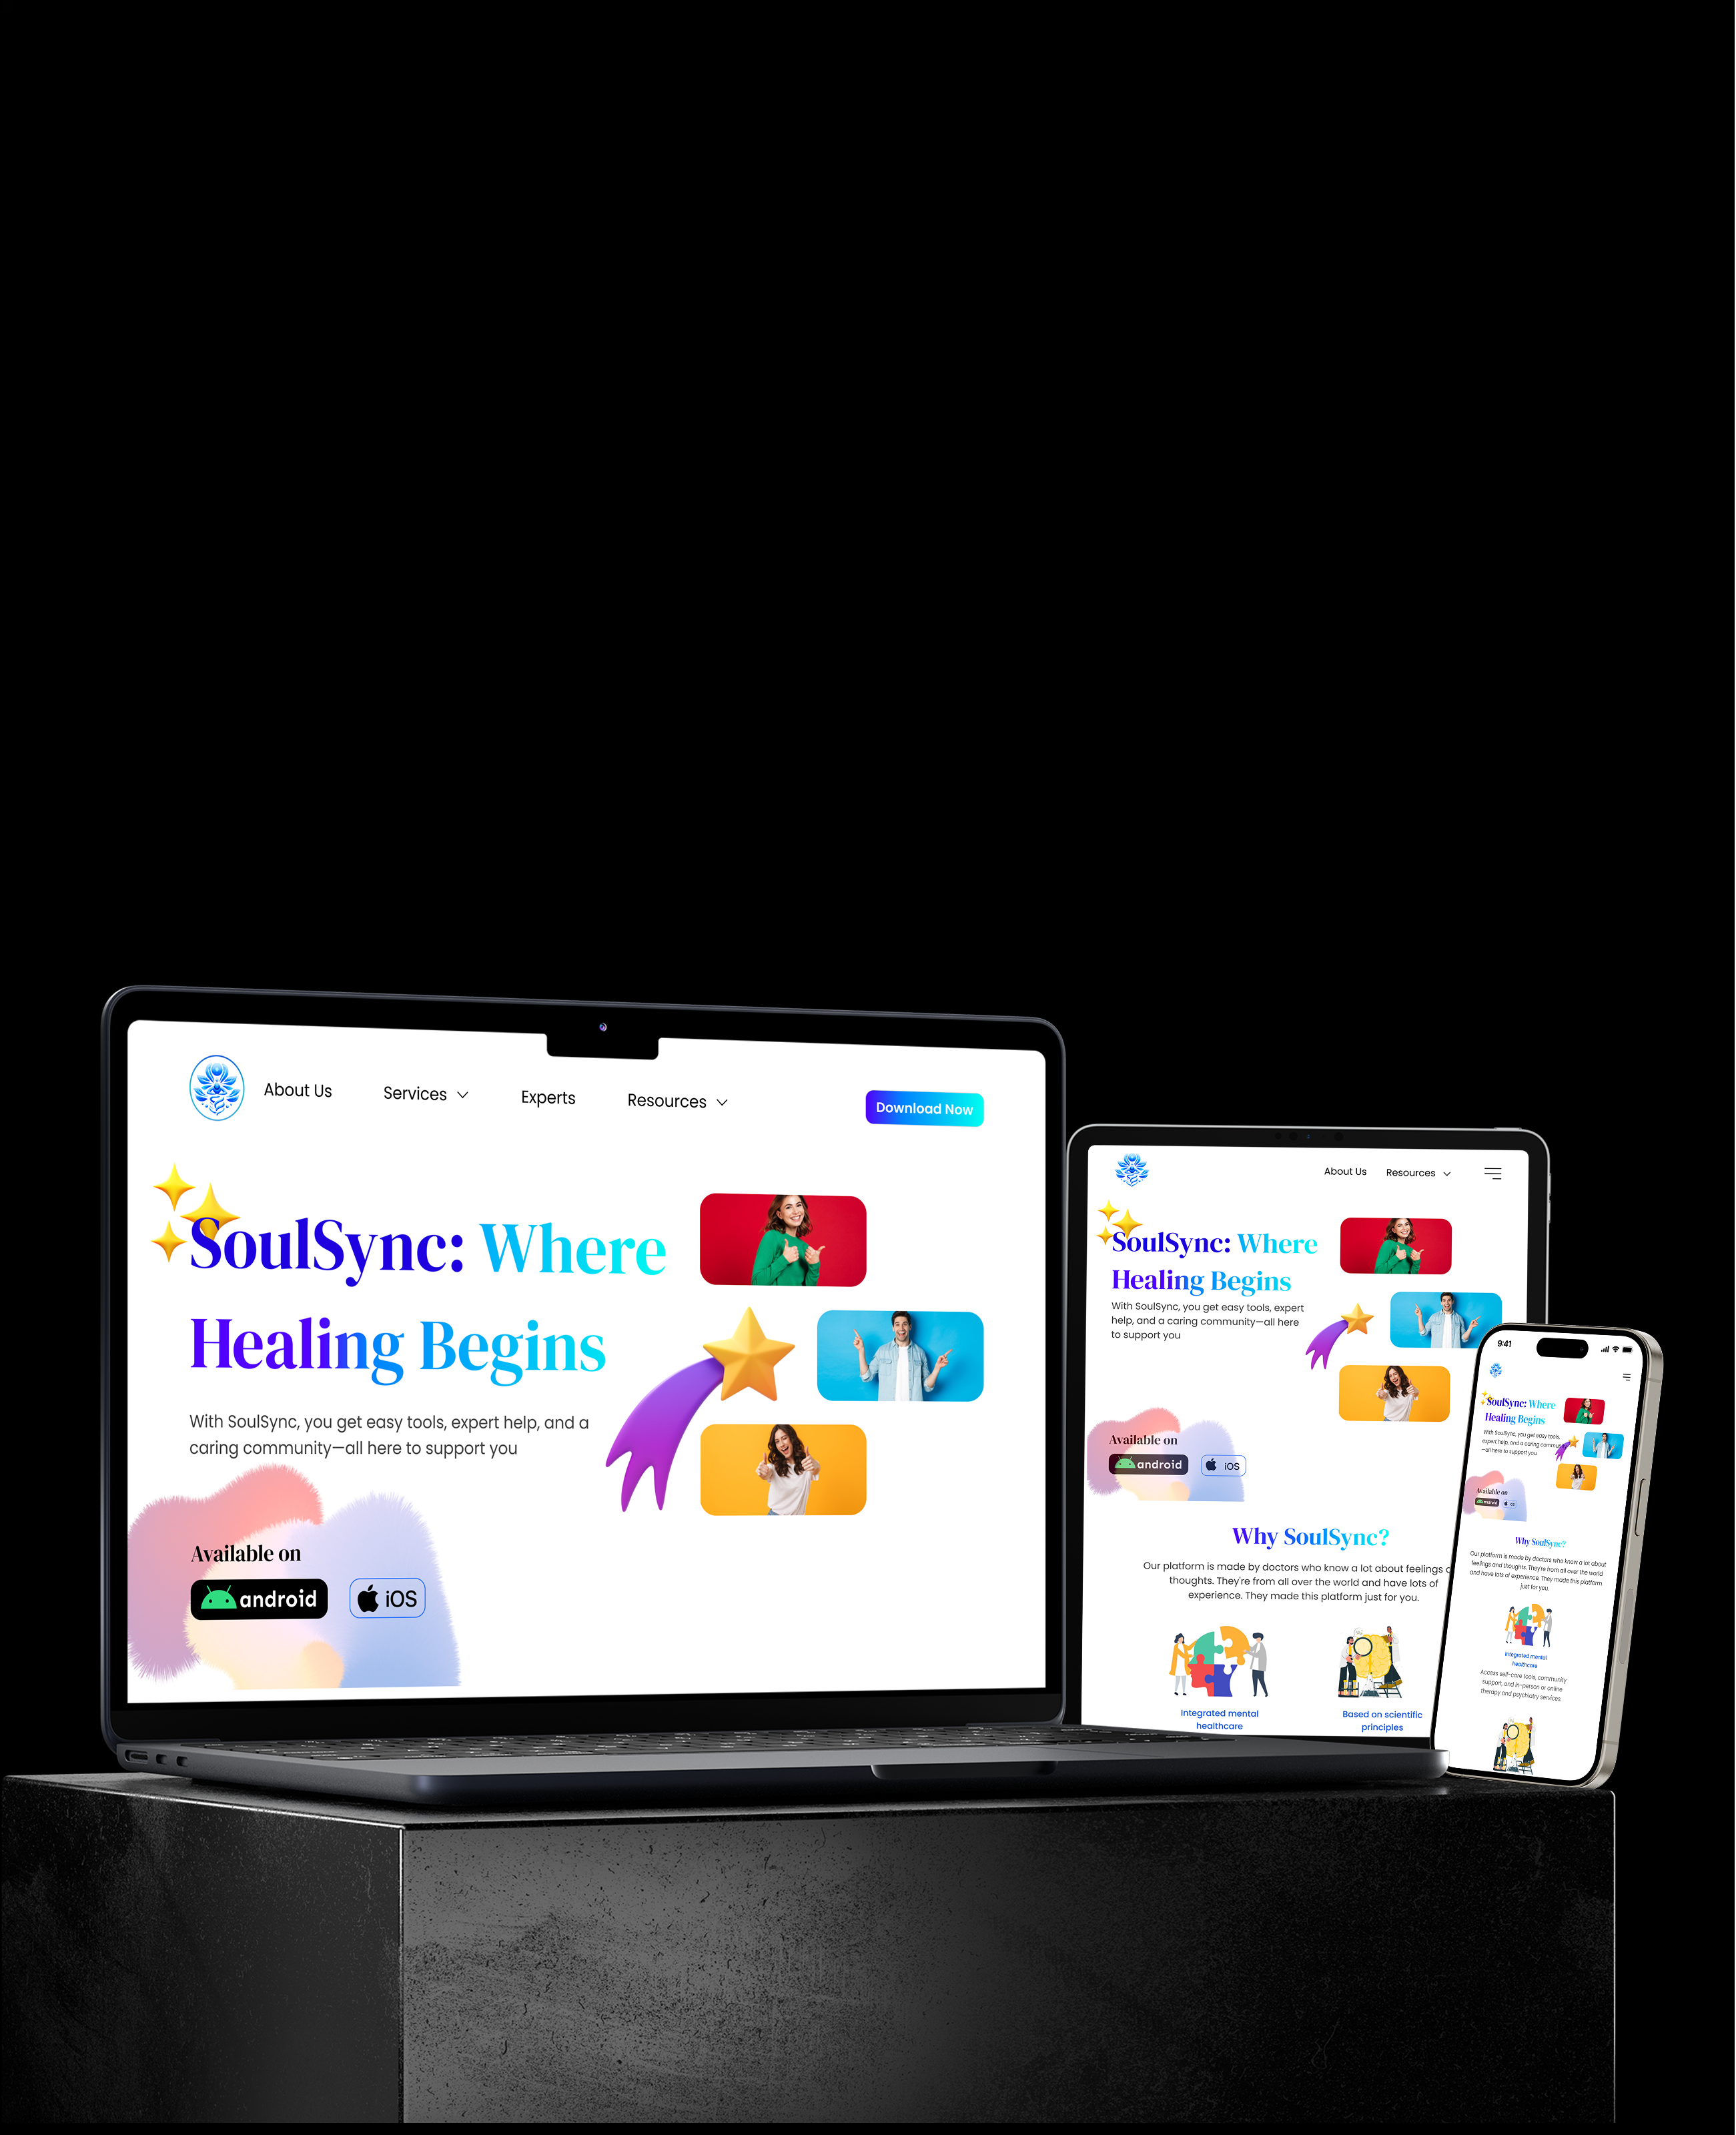 About Us
Services
Experts
Resources
Download Now
SoulSync: Where
Healing Begins
With SoulSync, you get easy tools, expert help, and a
caring community—all here to support you
Available on
android
iOS
About Us
Resources
SoulSync: Where
Healing Begins
With SoulSync, you get easy tools, expert
help, and a caring community—all here
to support you
Available on
android
iOS
Why SoulSync?
Our platform is made by doctors who know a lot about feelings
thoughts. They're from all over the world and have lots of
experience. They made this platform just for you.
Integrated mental
healthcare
Based on scientific
principles
9:41
SoulSync: Where
Healing Begins
With SoulSync, you get easy tools,
expert help, and a caring community
—all here to support you
Available on
android
iOS
Why SoulSync?
Our platform is made by doctors who know a lot about
feelings and thoughts. They're from all over the world
and have lots of experience. They made this platform
just for you.
Integrated mental
healthcare
Access self-care tools, community
support, and in-person or online
therapy and psychiatry services.